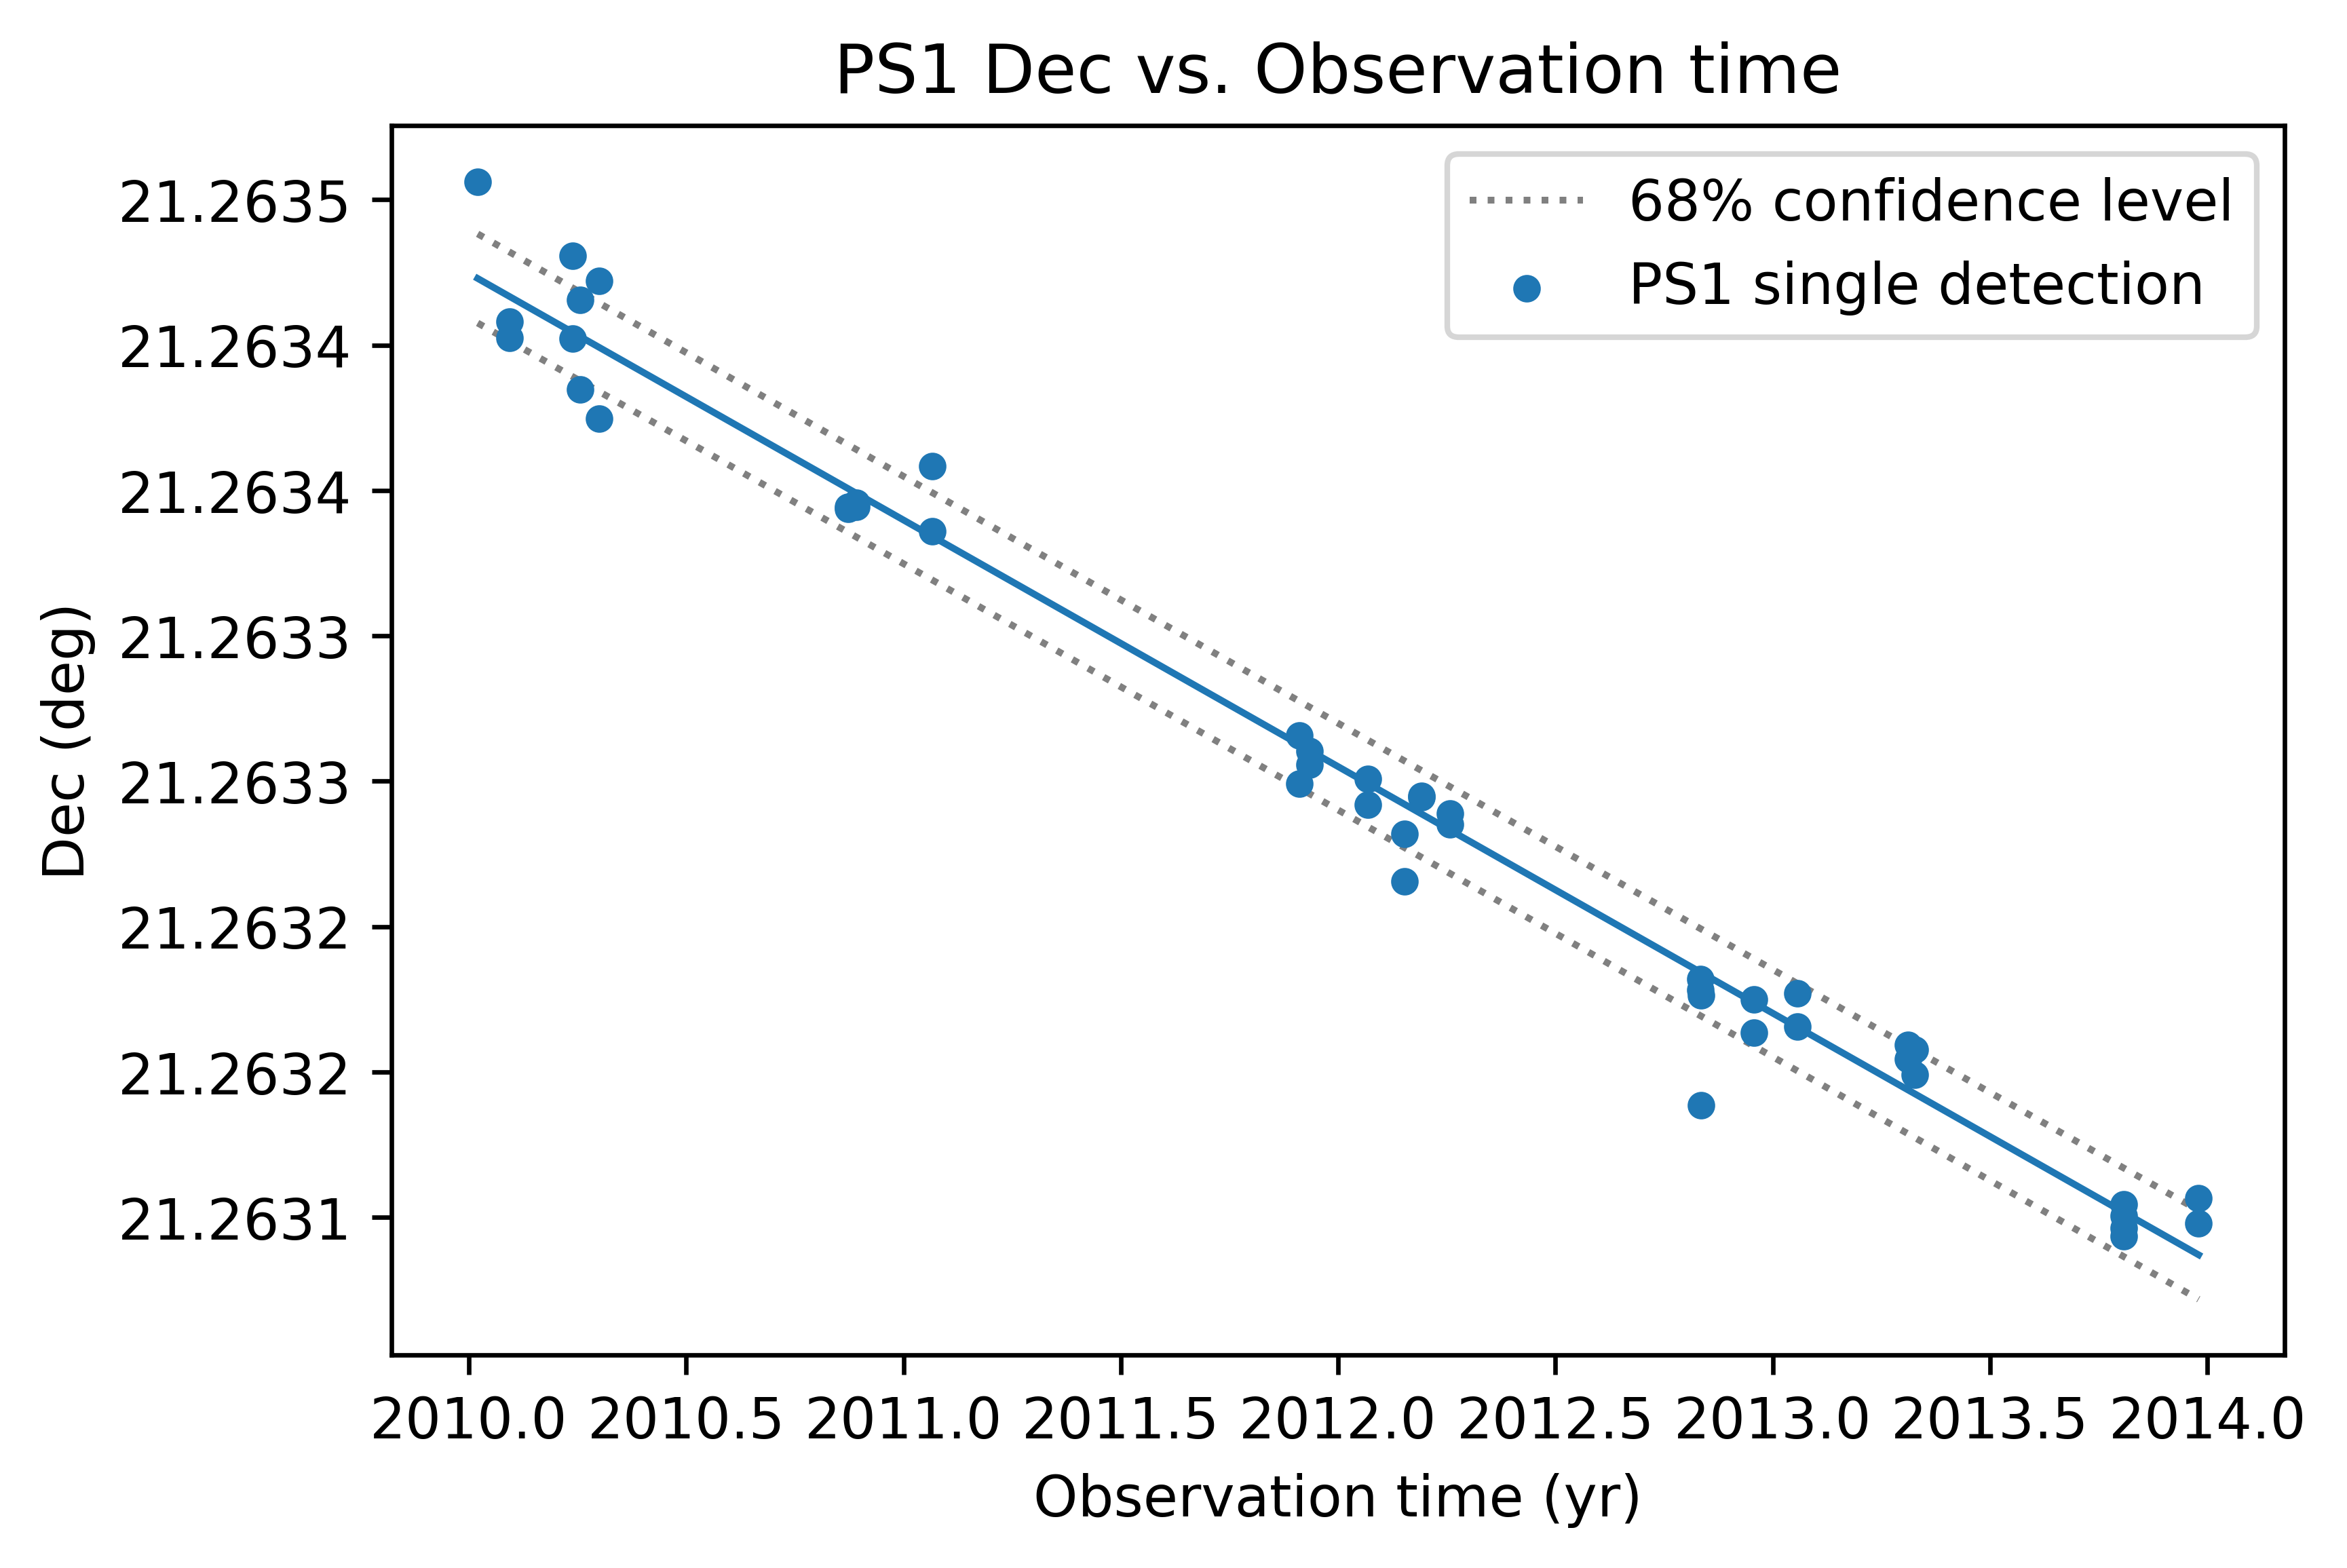 PS1 Dec vs. Observation time
68% confidence level
PS1 single detection
21.2635
21.2634
21.2634
21.2633
21.2633
21.2632
21.2632
21.2631
Dec (deg)
2010.0 2010.5 2011.0 2011.5 2012.0 2012.5 2013.0 2013.5 2014.0
Observation time (yr)